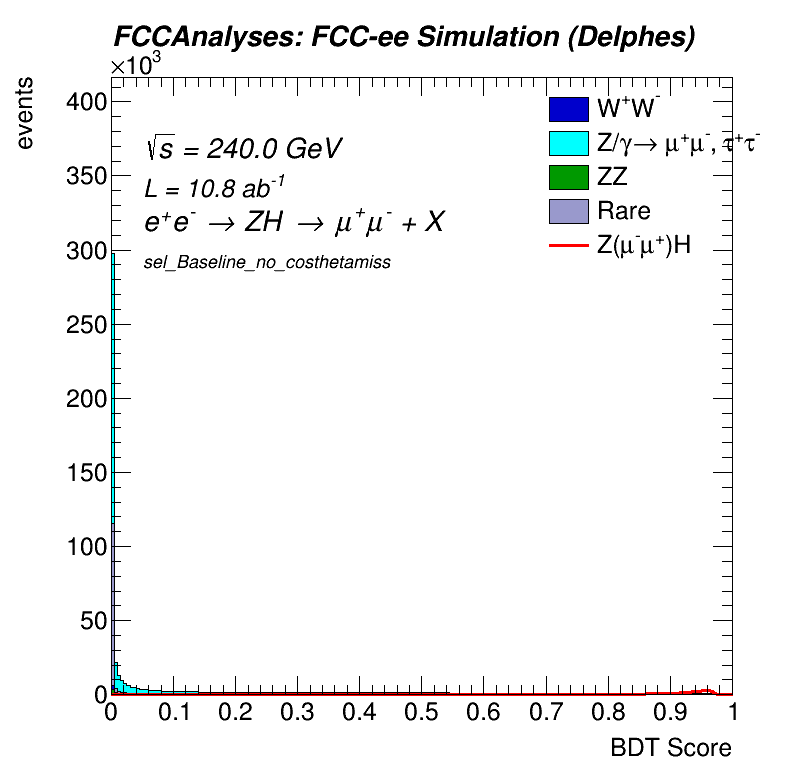 FCCAnalyses: FCC-ee Simulation (Delphes)
×10³
events
√s = 240.0 GeV
L = 10.8 ab⁻¹
e⁺e⁻ → ZH → μ⁺μ⁻ + X
sel_Baseline_no_costhetamiss
W⁺W⁻
Z/γ→ μ⁺μ⁻, τ⁺τ⁻
ZZ
Rare
Z(μ⁻μ⁺)H
400
350
300
250
200
150
100
50
0
0 0.1 0.2 0.3 0.4 0.5 0.6 0.7 0.8 0.9 1
BDT Score